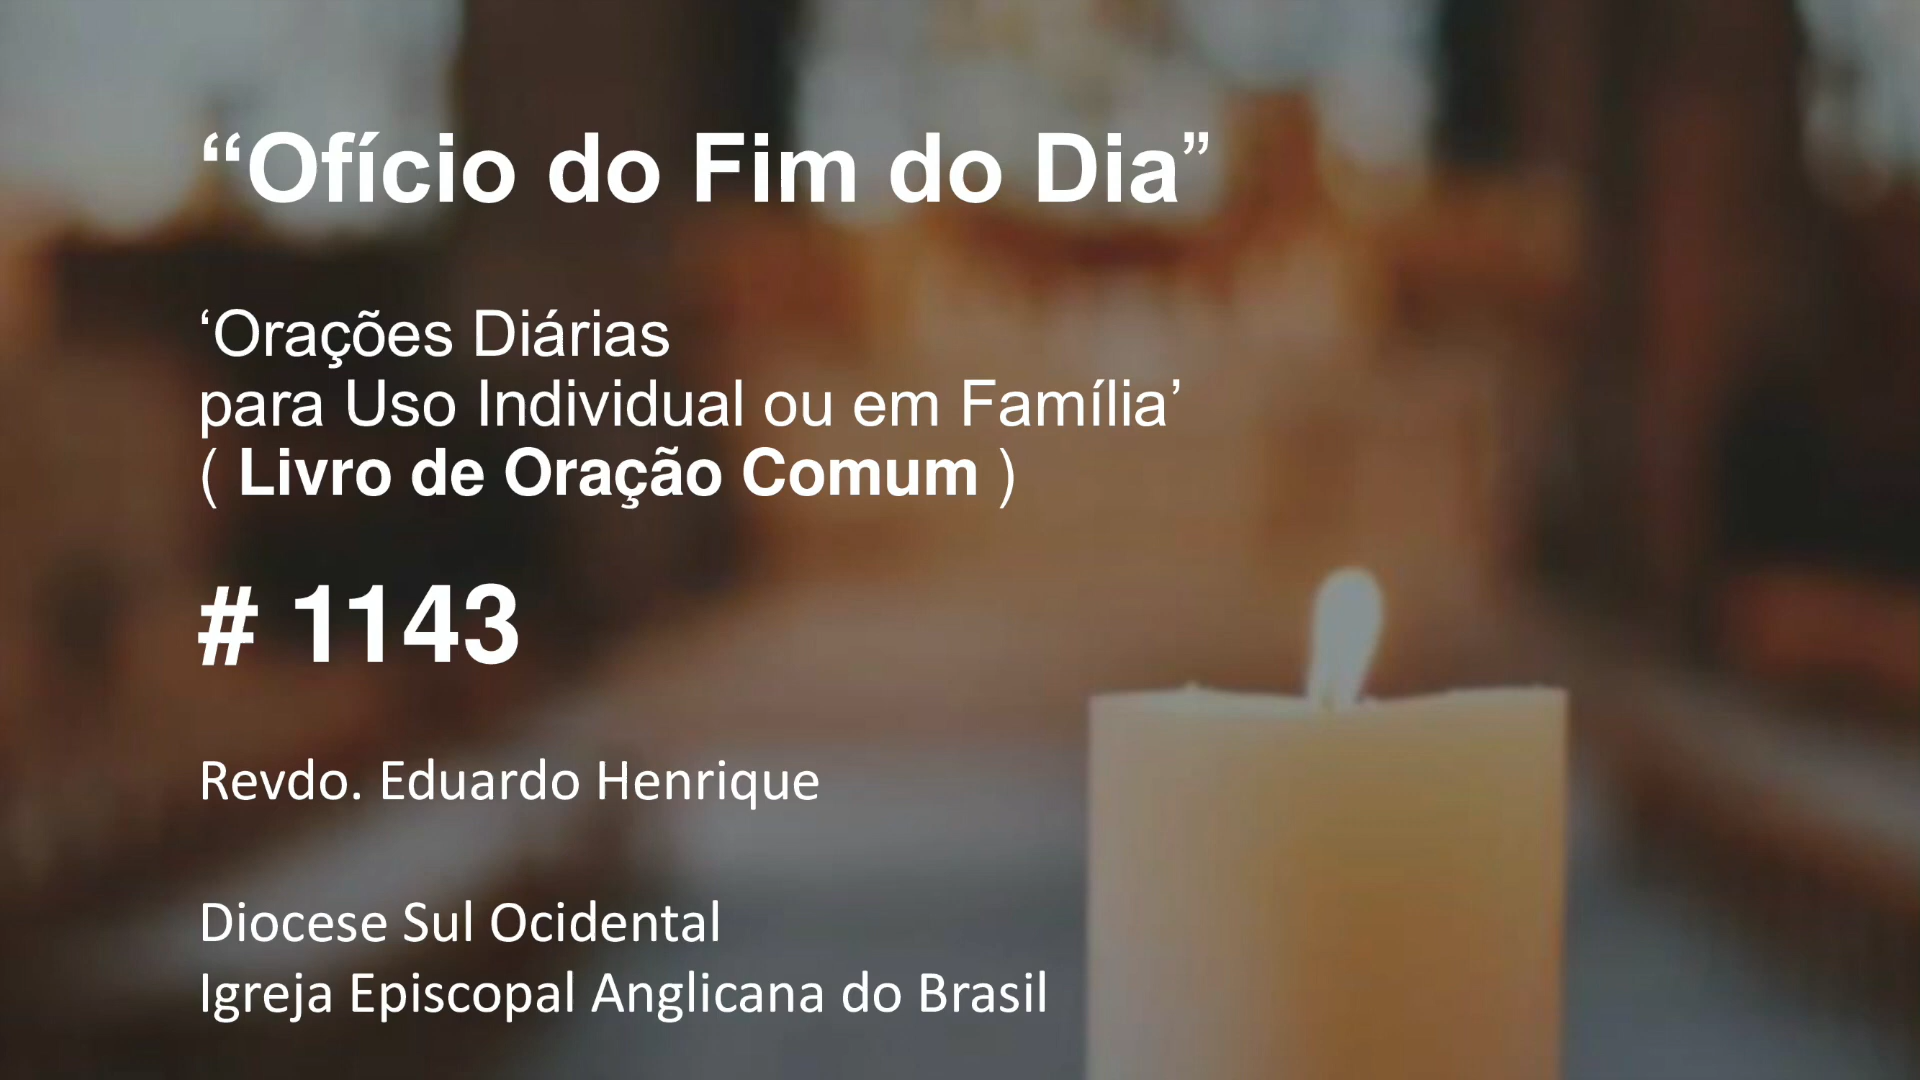 “Ofício do Fim do Dia”
‘Orações Diárias
para Uso Individual ou em Família’
( Livro de Oração Comum )
# 1143
Revdo. Eduardo Henrique
Diocese Sul Ocidental
Igreja Episcopal Anglicana do Brasil